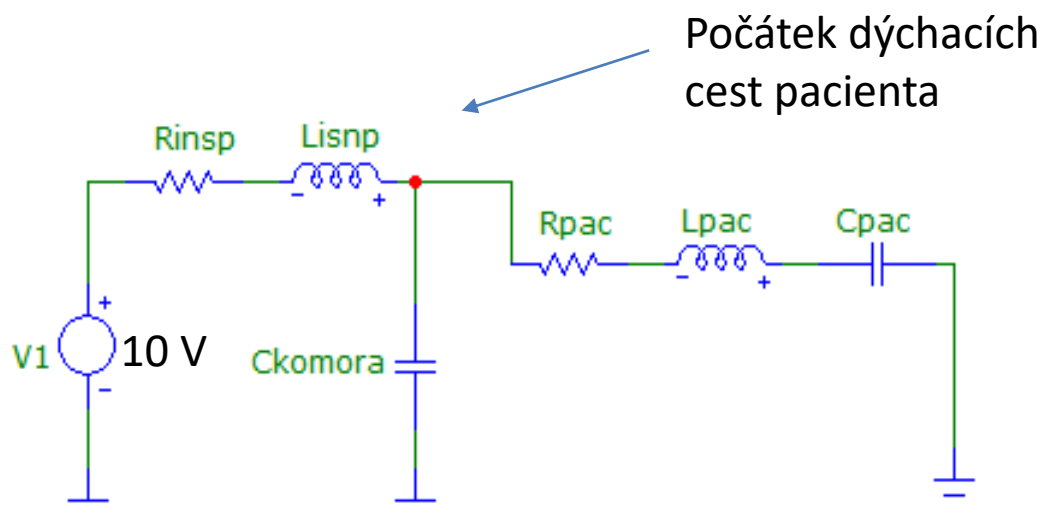 Počátek dýchacích
cest pacienta
Rinsp
Lisnp
Rpac
Lpac
Cpac
V1
10 V
Ckomora